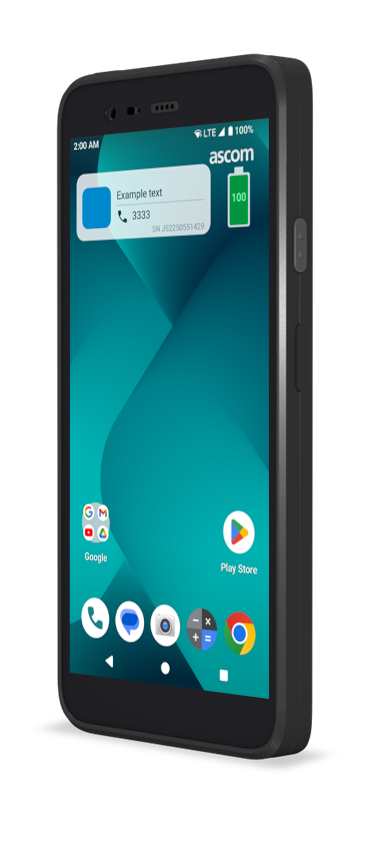 2:00 AM
LTE 100%
ascom
Example text
3333
SN JS2250551429
100
Google
Play Store